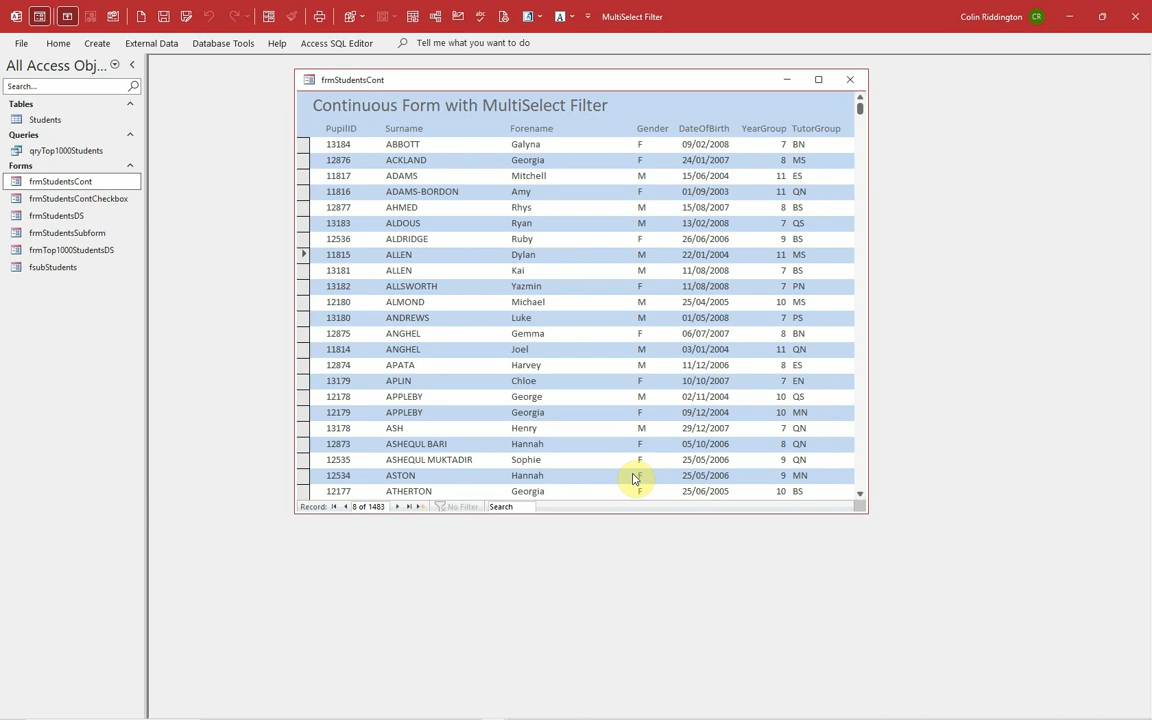 MultiSelect Filter
Colin Riddington CR
File Home Create External Data Database Tools Help Access SQL Editor Tell me what you want to do
All Access Obj...
Search...
Tables
Students
Queries
qryTop1000Students
Forms
frmStudentsCont
frmStudentsContCheckbox
frmStudentsDS
frmStudentsSubform
frmTop1000StudentsDS
fsubStudents
frmStudentsCont
Continuous Form with MultiSelect Filter
PupilID Surname Forename Gender DateOfBirth YearGroup TutorGroup
13184 ABBOTT Galyna F 09/02/2008 7 BN
12876 ACKLAND Georgia F 24/01/2007 8 MS
11817 ADAMS Mitchell M 15/06/2004 11 ES
11816 ADAMS-BORDON Amy F 01/09/2003 11 QN
12877 AHMED Rhys M 15/08/2007 8 BS
13183 ALDOUS Ryan M 13/02/2008 7 QS
12536 ALDRIDGE Ruby F 26/06/2006 9 BS
11815 ALLEN Dylan M 22/01/2004 11 MS
13181 ALLEN Kai M 11/08/2008 7 BS
13182 ALLSWORTH Yazmin F 11/08/2008 7 PN
12180 ALMOND Michael M 25/04/2005 10 MS
13180 ANDREWS Luke M 01/05/2008 7 PS
12875 ANGHEL Gemma F 06/07/2007 8 BN
11814 ANGHEL Joel M 03/01/2004 11 QN
12874 APATA Harvey M 11/12/2006 8 ES
13179 APLIN Chloe F 10/10/2007 7 EN
12178 APPLEBY George M 02/11/2004 10 QS
12179 APPLEBY Georgia F 09/12/2004 10 MN
13178 ASH Henry M 29/12/2007 7 QN
12873 ASHEQUL BARI Hannah F 05/10/2006 8 QN
12535 ASHEQUL MUKTADIR Sophie F 25/05/2006 9 QN
12534 ASTON Hannah F 25/05/2006 9 MN
12177 ATHERTON Georgia F 25/06/2005 10 BS
Record: 8 of 1483 No Filter Search